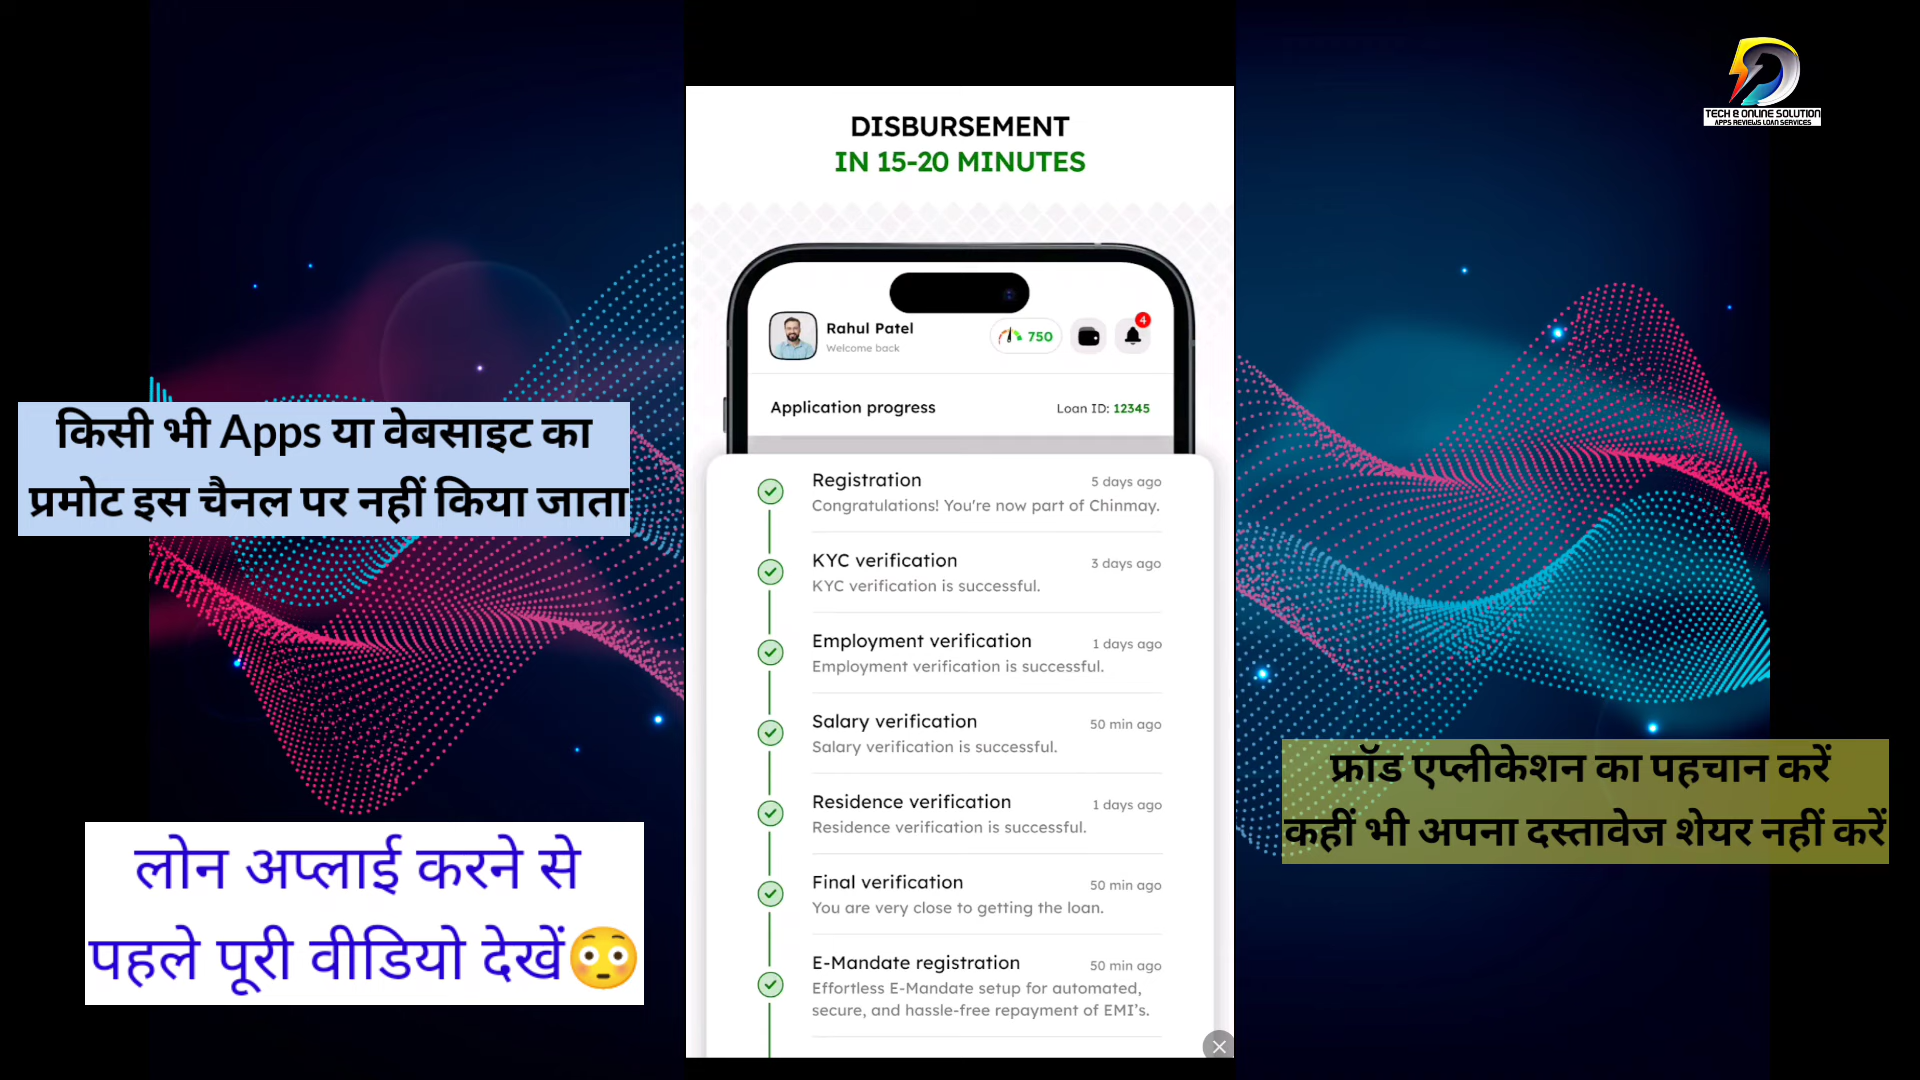 TECH & ONLINE SOLUTION
APPS REVIEWS LOAN SERVICES
DISBURSEMENT
IN 15-20 MINUTES
Rahul Patel
Welcome back
750
4
Application progress
Loan ID: 12345
Registration
5 days ago
Congratulations! You're now part of Chinmay.
KYC verification
3 days ago
KYC verification is successful.
Employment verification
1 days ago
Employment verification is successful.
Salary verification
50 min ago
Salary verification is successful.
Residence verification
1 days ago
Residence verification is successful.
Final verification
50 min ago
You are very close to getting the loan.
E-Mandate registration
50 min ago
Effortless E-Mandate setup for automated,
secure, and hassle-free repayment of EMI's.
किसी भी Apps या वेबसाइट का
प्रमोट इस चैनल पर नहीं किया जाता
लोन अप्लाई करने से
पहले पूरी वीडियो देखें😳
फ्रॉड एप्लीकेशन का पहचान करें
कहीं भी अपना दस्तावेज शेयर नहीं करें